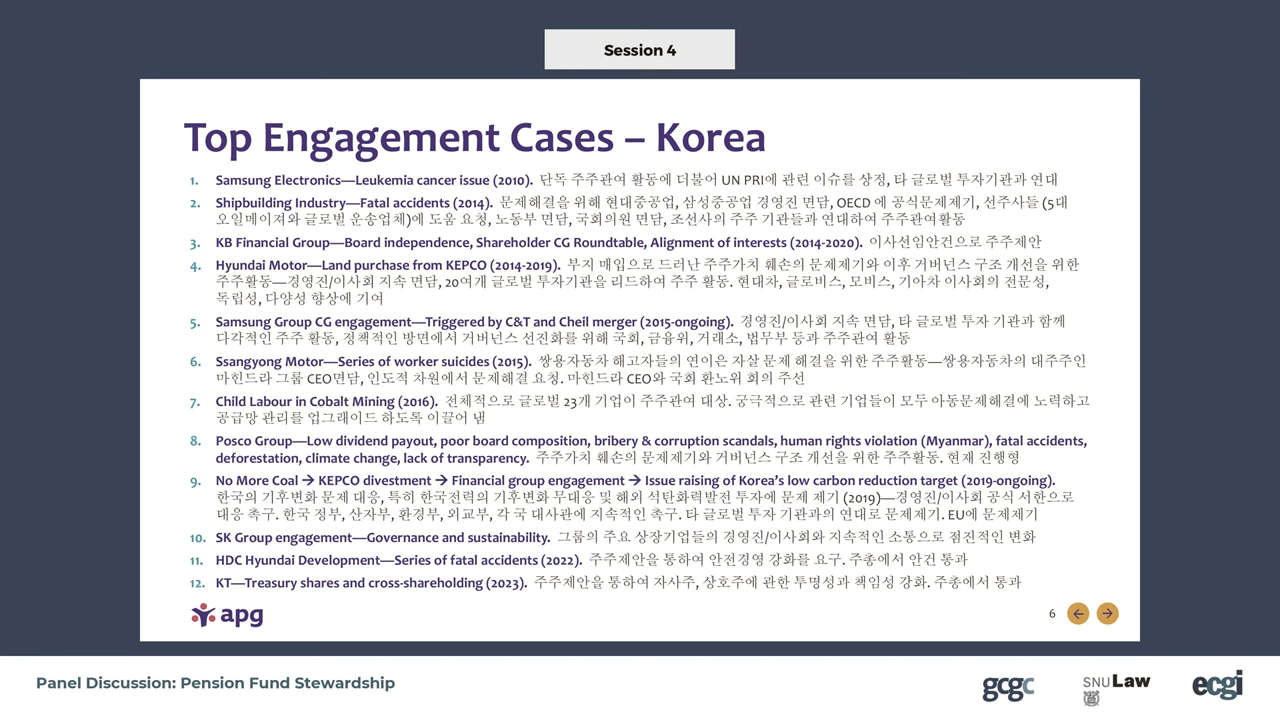 Session 4
Top Engagement Cases – Korea
1. Samsung Electronics—Leukemia cancer issue (2010). 단독 주주관여 활동에 더불어 UN PRI에 관련 이슈를 상정, 타 글로벌 투자기관과 연대
2. Shipbuilding Industry—Fatal accidents (2014). 문제해결을 위해 현대중공업, 삼성중공업 경영진 면담, OECD 에 공식문제제기, 선주사들 (5대
오일메이져와 글로벌 운송업체)에 도움 요청, 노동부 면담, 국회의원 면담, 조선사의 주주 기관들과 연대하여 주주관여활동
3. KB Financial Group—Board independence, Shareholder CG Roundtable, Alignment of interests (2014-2020). 이사선임안건으로 주주제안
4. Hyundai Motor—Land purchase from KEPCO (2014-2019). 부지 매입으로 드러난 주주가치 훼손의 문제제기와 이후 거버넌스 구조 개선을 위한
주주활동—경영진/이사회 지속 면담, 20여개 글로벌 투자기관을 리드하여 주주 활동. 현대차, 글로비스, 모비스, 기아차 이사회의 전문성,
독립성, 다양성 향상에 기여
5. Samsung Group CG engagement—Triggered by C&T and Cheil merger (2015-ongoing). 경영진/이사회 지속 면담, 타 글로벌 투자 기관과 함께
다각적인 주주 활동, 정책적인 방면에서 거버넌스 선진화를 위해 국회, 금융위, 거래소, 법무부 등과 주주관여 활동
6. Ssangyong Motor—Series of worker suicides (2015). 쌍용자동차 해고자들의 연이은 자살 문제 해결을 위한 주주활동—쌍용자동차의 대주주인
마힌드라 그룹 CEO면담, 인도적 차원에서 문제해결 요청. 마힌드라 CEO와 국회 환노위 회의 주선
7. Child Labour in Cobalt Mining (2016). 전체적으로 글로벌 23개 기업이 주주관여 대상. 궁극적으로 관련 기업들이 모두 아동문제해결에 노력하고
공급망 관리를 업그레이드 하도록 이끌어 냄
8. Posco Group—Low dividend payout, poor board composition, bribery & corruption scandals, human rights violation (Myanmar), fatal accidents,
deforestation, climate change, lack of transparency. 주주가치 훼손의 문제제기와 거버넌스 구조 개선을 위한 주주활동. 현재 진행형
9. No More Coal → KEPCO divestment → Financial group engagement → Issue raising of Korea's low carbon reduction target (2019-ongoing).
한국의 기후변화 문제 대응, 특히 한국전력의 기후변화 무대응 및 해외 석탄화력발전 투자에 문제 제기 (2019)—경영진/이사회 공식 서한으로
대응 촉구. 한국 정부, 산자부, 환경부, 외교부, 각 국 대사관에 지속적인 촉구. 타 글로벌 투자 기관과의 연대로 문제제기. EU에 문제제기
10. SK Group engagement—Governance and sustainability. 그룹의 주요 상장기업들의 경영진/이사회와 지속적인 소통으로 점진적인 변화
11. HDC Hyundai Development—Series of fatal accidents (2022). 주주제안을 통하여 안전경영 강화를 요구. 주총에서 안건 통과
12. KT—Treasury shares and cross-shareholding (2023). 주주제안을 통하여 자사주, 상호주에 관한 투명성과 책임성 강화. 주총에서 통과
apg
6
Panel Discussion: Pension Fund Stewardship
gcgc
SNU Law
ecgi